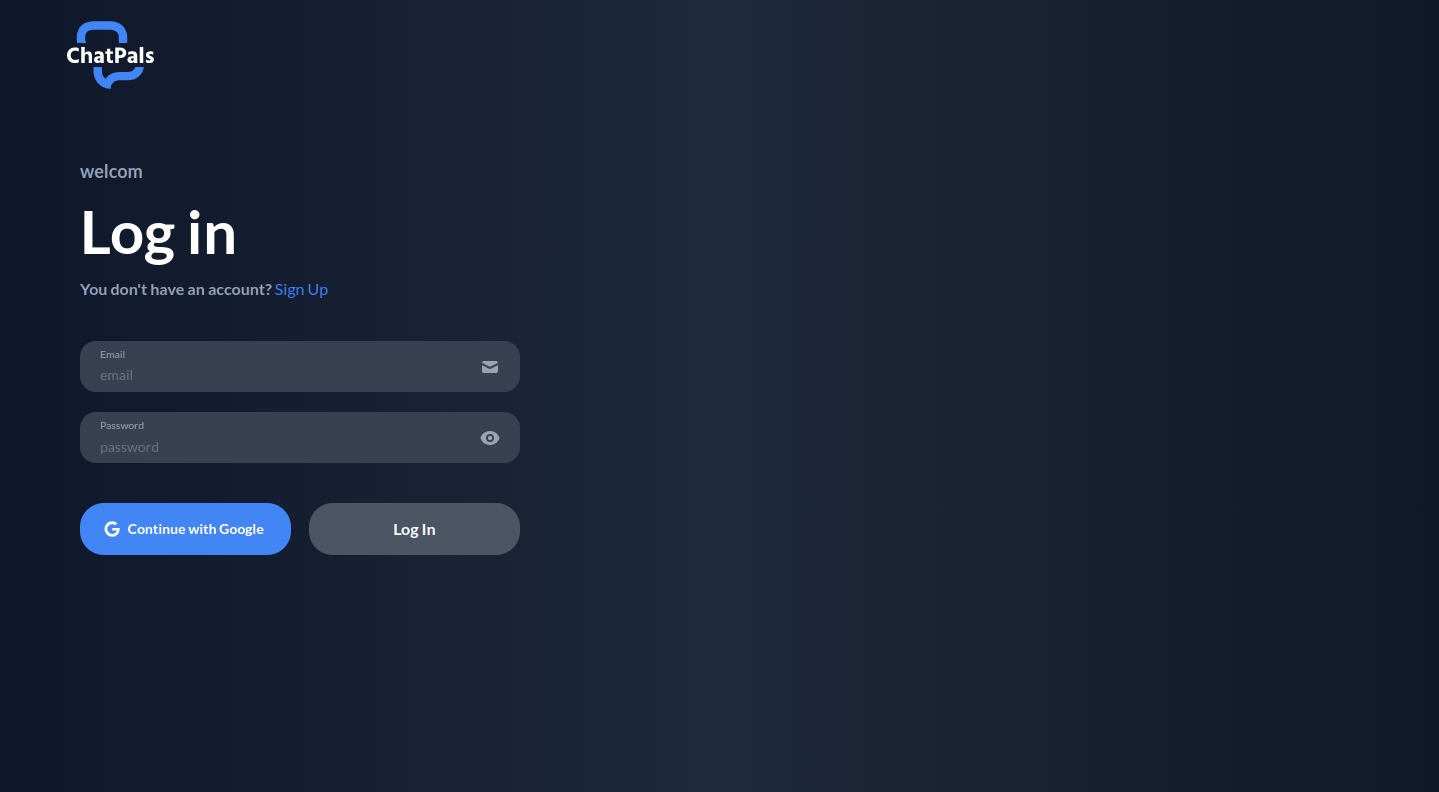 ChatPals
welcom
Log in
You don't have an account? Sign Up
Email
email
Password
password
Continue with Google
Log In